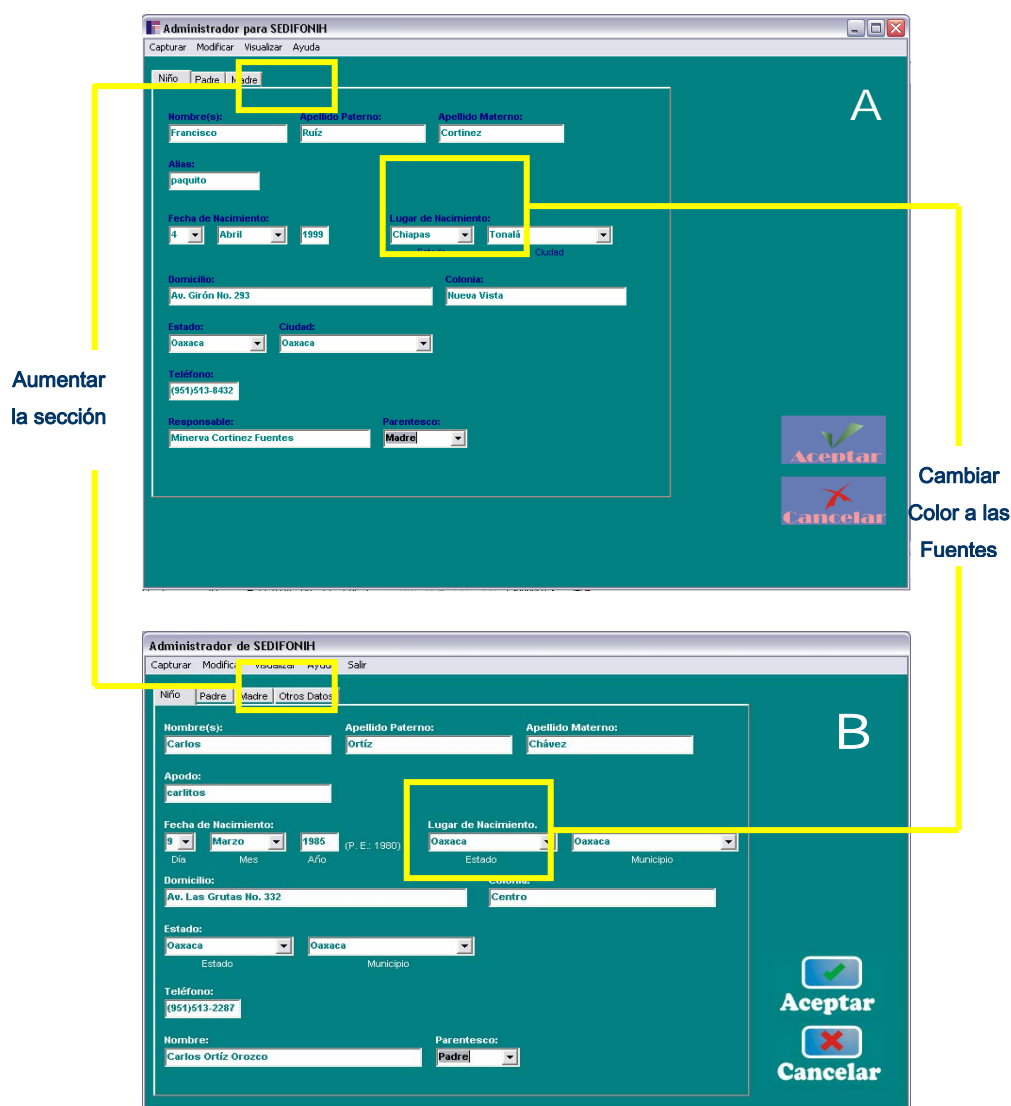 Administrador para SEDIFONIH
Capturar Modificar Visualizar Ayuda
Niño Padre Madre
A
Nombre(s): Apellido Paterno: Apellido Materno:
Francisco Ruíz Cortinez
Alias:
paquito
Fecha de Nacimiento: Lugar de Nacimiento:
4 Abril 1999 Chiapas Tonalá
Estado Ciudad
Domicilio: Colonia:
Av. Girón No. 293 Nueva Vista
Estado: Ciudad:
Oaxaca Oaxaca
Teléfono:
(951)513-8432
Responsable: Parentesco:
Minerva Cortinez Fuentes Madre
Aceptar
Cancelar
Aumentar
la sección
Cambiar
Color a las
Fuentes
Administrador de SEDIFONIH
Capturar Modificar Visualizar Ayuda Salir
Niño Padre Madre Otros Datos
B
Nombre(s): Apellido Paterno: Apellido Materno:
Carlos Ortíz Chávez
Apodo:
carlitos
Fecha de Nacimiento: Lugar de Nacimiento.
9 Marzo 1985 (P. E.: 1980) Oaxaca Oaxaca
Día Mes Año Estado Municipio
Domicilio: Colonia:
Av. Las Grutas No. 332 Centro
Estado:
Oaxaca Oaxaca
Estado Municipio
Teléfono:
(951)513-2287
Nombre: Parentesco:
Carlos Ortíz Orozco Padre
Aceptar
Cancelar